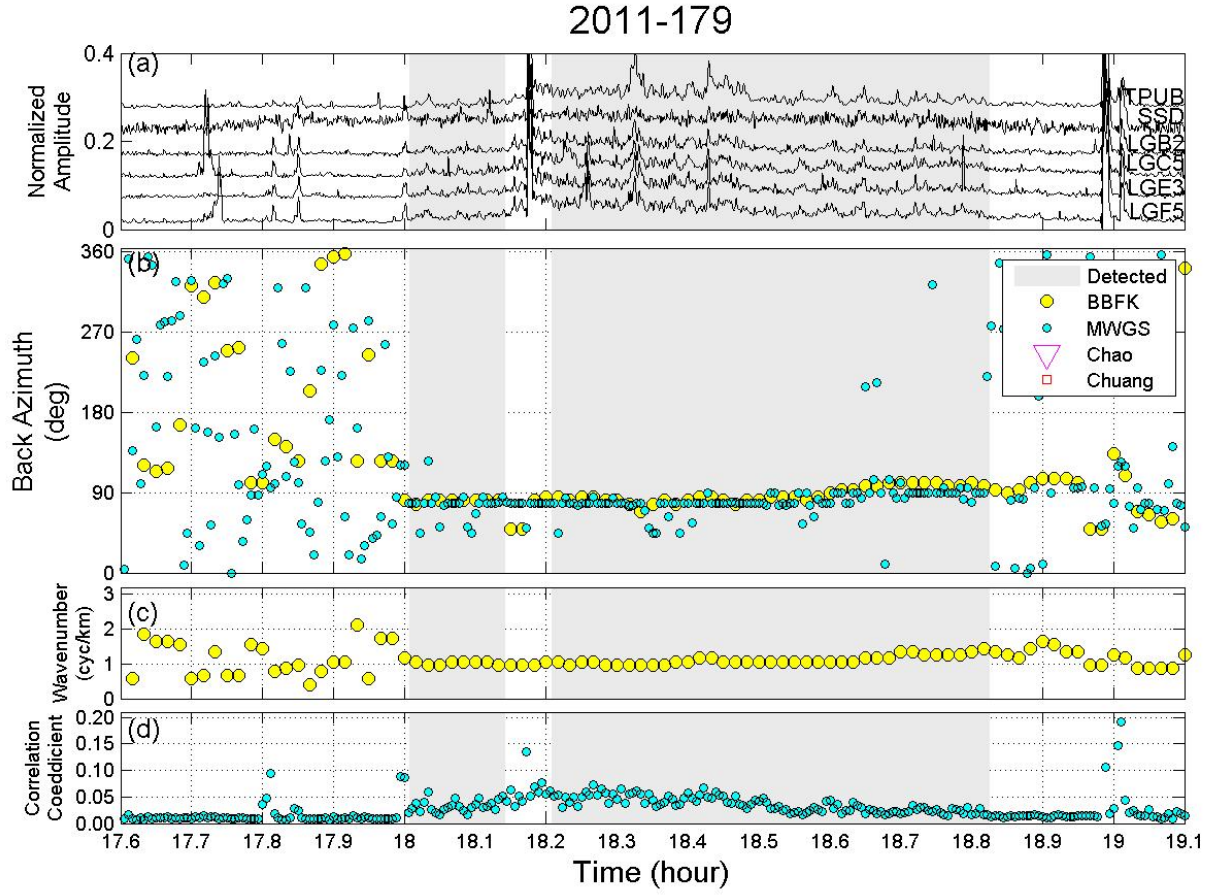 2011-179
(a)
Normalized
Amplitude
0.4
0.2
0
TPUB
SSD
LGB2
LGC5
LGE3
LGF5
(b)
Back Azimuth
(deg)
360
270
180
90
0
Detected
BBFK
MWGS
Chao
Chuang
(c)
Wavenumber
(cyc/km)
3
2
1
0
(d)
Correlation
Coeddicient
0.20
0.15
0.10
0.05
0.00
17.6 17.7 17.8 17.9 18 18.1 18.2 18.3 18.4 18.5 18.6 18.7 18.8 18.9 19 19.1
Time (hour)